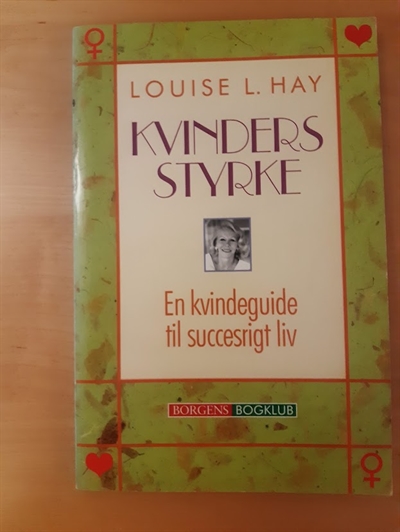 LOUISE L. HAY
KVINDERS
STYRKE
En kvindeguide
til succesrigt liv
BORGENS BOGKLUB